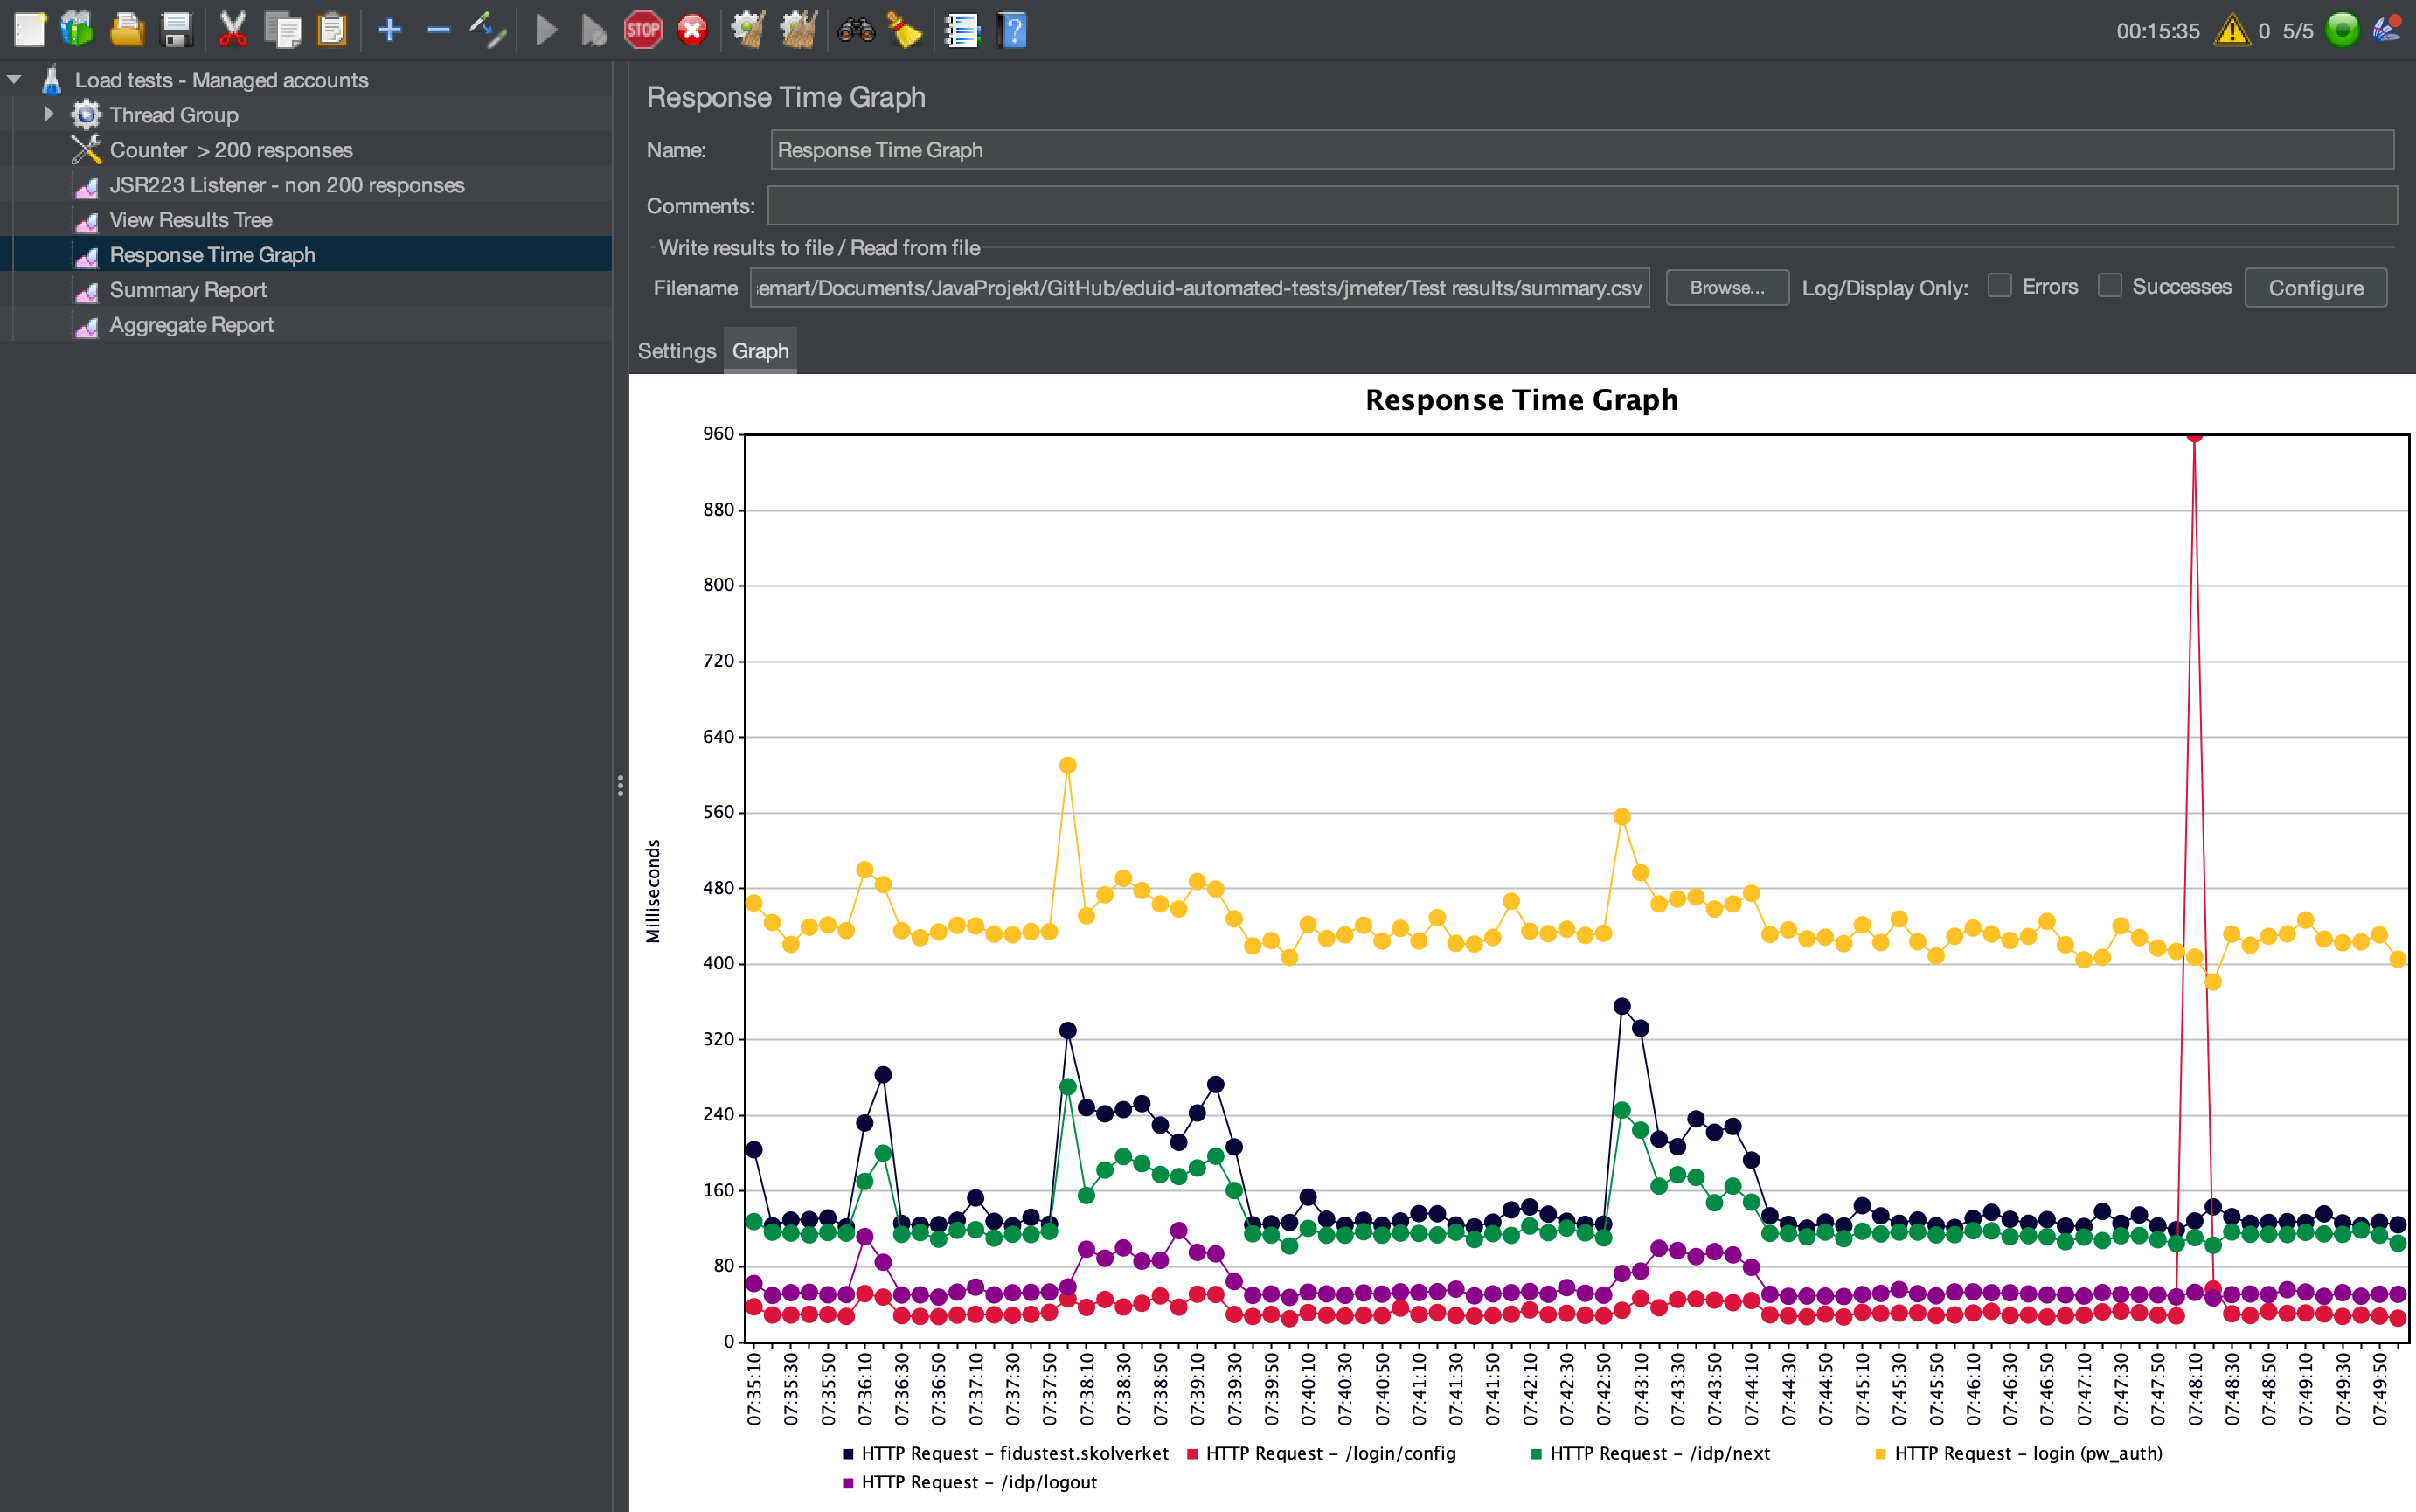 STOP
?
00:15:35 0 5/5
Load tests - Managed accounts
Thread Group
Counter > 200 responses
JSR223 Listener - non 200 responses
View Results Tree
Response Time Graph
Summary Report
Aggregate Report
Response Time Graph
Name: Response Time Graph
Comments:
Write results to file / Read from file
Filename emart/Documents/JavaProjekt/GitHub/eduid-automated-tests/jmeter/Test results/summary.csv Browse... Log/Display Only: Errors Successes Configure
Settings Graph
Response Time Graph
960
880
800
720
640
560
480
400
320
240
160
80
0
Milliseconds
07:35:10 07:35:30 07:35:50 07:36:10 07:36:30 07:36:50 07:37:10 07:37:30 07:37:50 07:38:10 07:38:30 07:38:50 07:39:10 07:39:30 07:39:50 07:40:10 07:40:30 07:40:50 07:41:10 07:41:30 07:41:50 07:42:10 07:42:30 07:42:50 07:43:10 07:43:30 07:43:50 07:44:10 07:44:30 07:44:50 07:45:10 07:45:30 07:45:50 07:46:10 07:46:30 07:46:50 07:47:10 07:47:30 07:47:50 07:48:10 07:48:30 07:48:50 07:49:10 07:49:30 07:49:50
HTTP Request - fidustest.skolverket HTTP Request - /login/config HTTP Request - /idp/next HTTP Request - login (pw_auth)
HTTP Request - /idp/logout